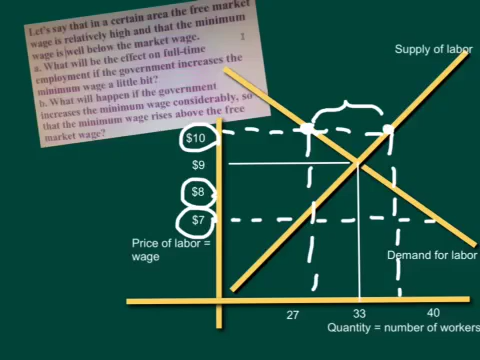 Let's say that in a certain area the free market
wage is relatively high and that the minimum
wage is well below the market wage.
a. What will be the effect on full-time
employment if the government increases the
minimum wage a little bit?
b. What will happen if the government
increases the minimum wage considerably, so
that the minimum wage rises above the free
market wage?
Supply of labor
$10
$9
$8
$7
Price of labor =
wage
Demand for labor
27
33
40
Quantity = number of workers